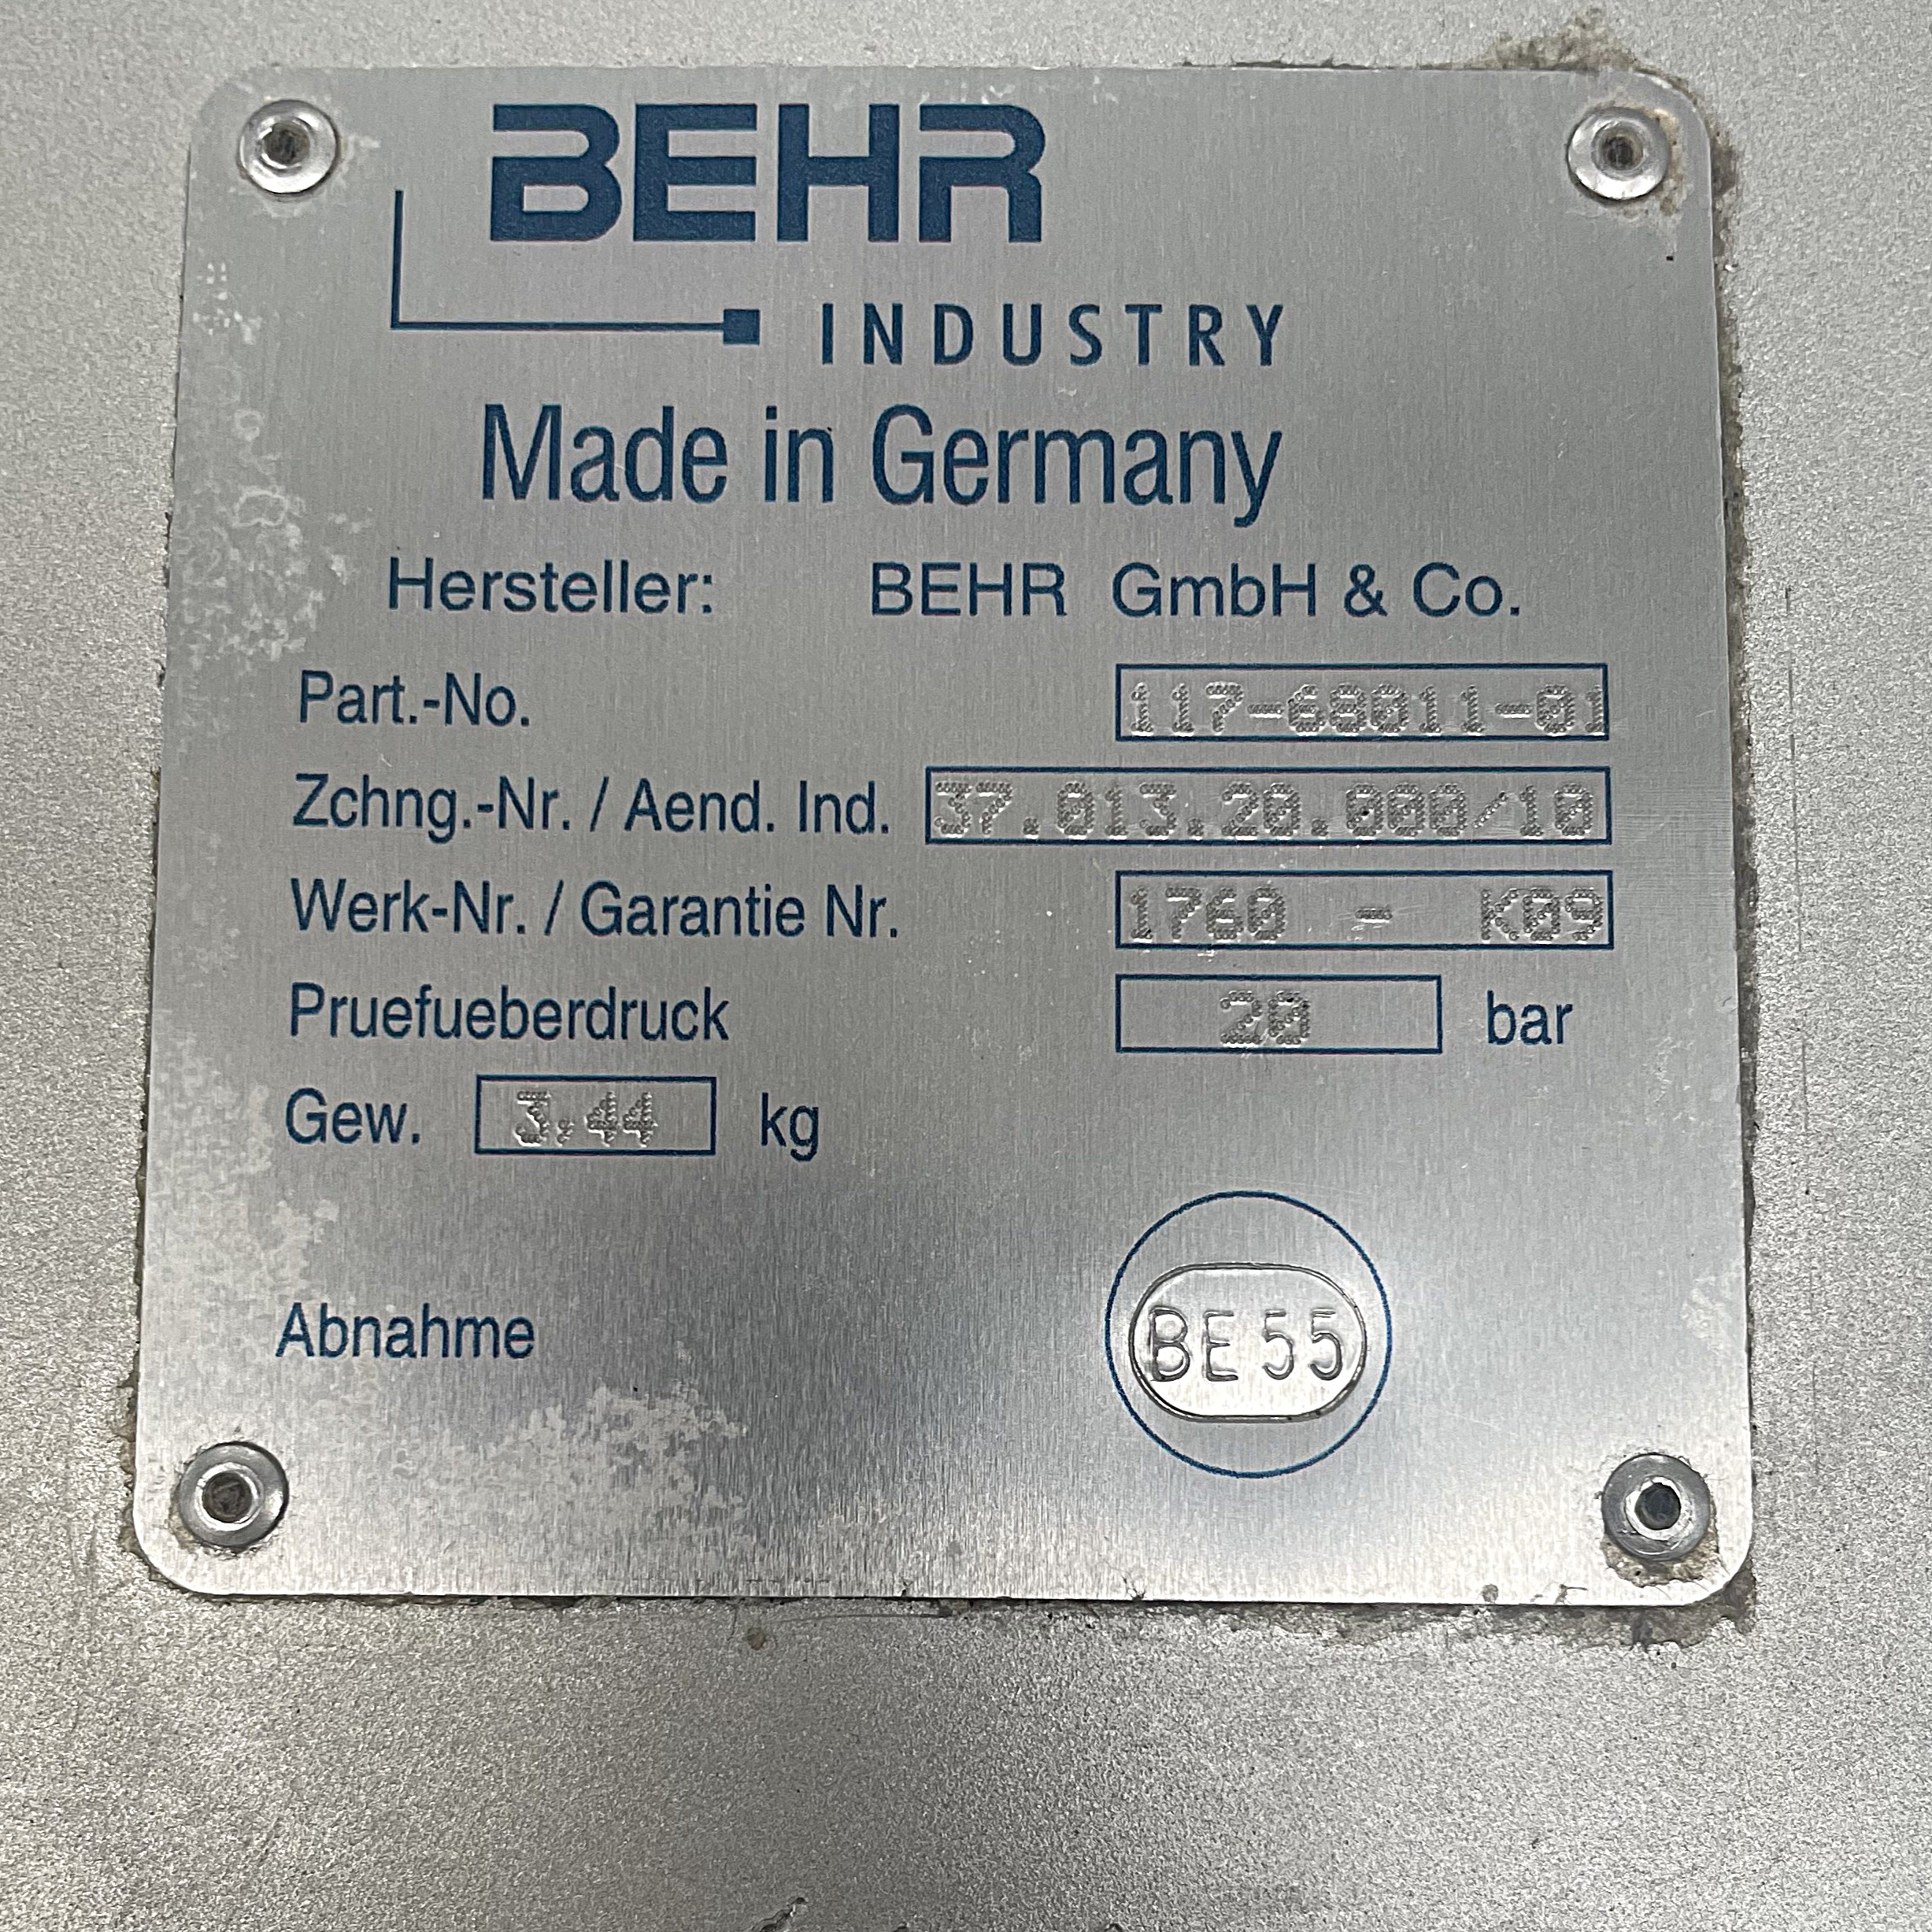 BEHR
INDUSTRY
Made in Germany
Hersteller: BEHR GmbH & Co.
Part.-No. 117-68011-01
Zchng.-Nr. / Aend. Ind. 37.013.20.000/10
Werk-Nr. / Garantie Nr. 1760 - K09
Pruefueberdruck 20 bar
Gew. 3,44 kg
Abnahme BE 55